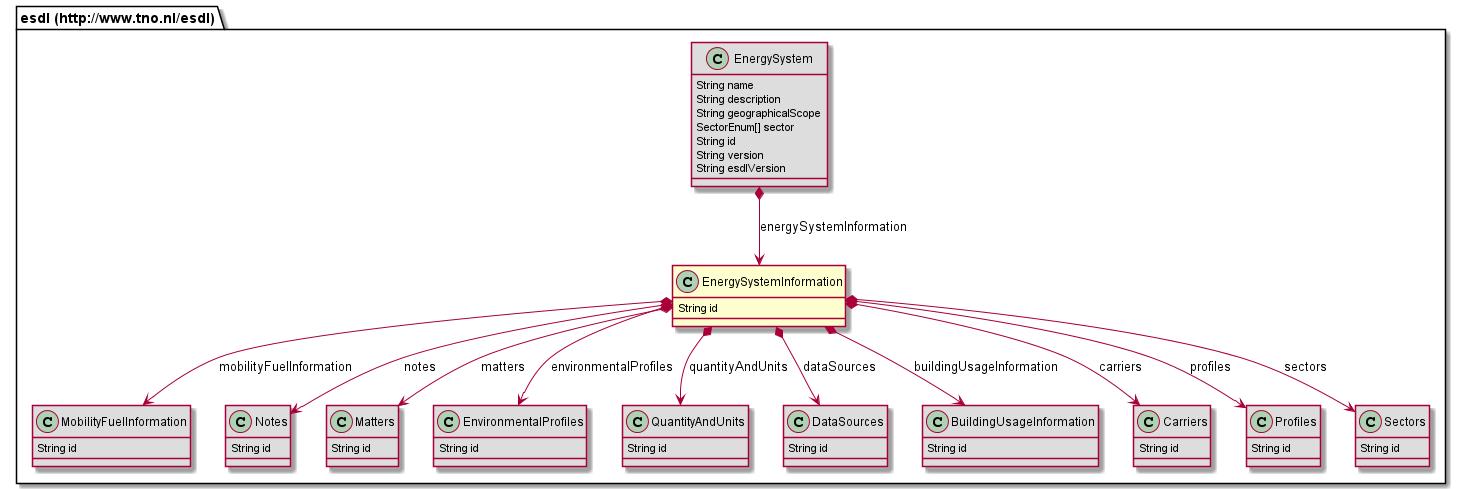 esdl (http://www.tno.nl/esdl)
C EnergySystem
String name
String description
String geographicalScope
SectorEnum[] sector
String id
String version
String esdlVersion
energySystemInformation
C EnergySystemInformation
String id
mobilityFuelInformation
notes
matters
environmentalProfiles
quantityAndUnits
dataSources
buildingUsageInformation
carriers
profiles
sectors
C MobilityFuelInformation
String id
C Notes
String id
C Matters
String id
C EnvironmentalProfiles
String id
C QuantityAndUnits
String id
C DataSources
String id
C BuildingUsageInformation
String id
C Carriers
String id
C Profiles
String id
C Sectors
String id